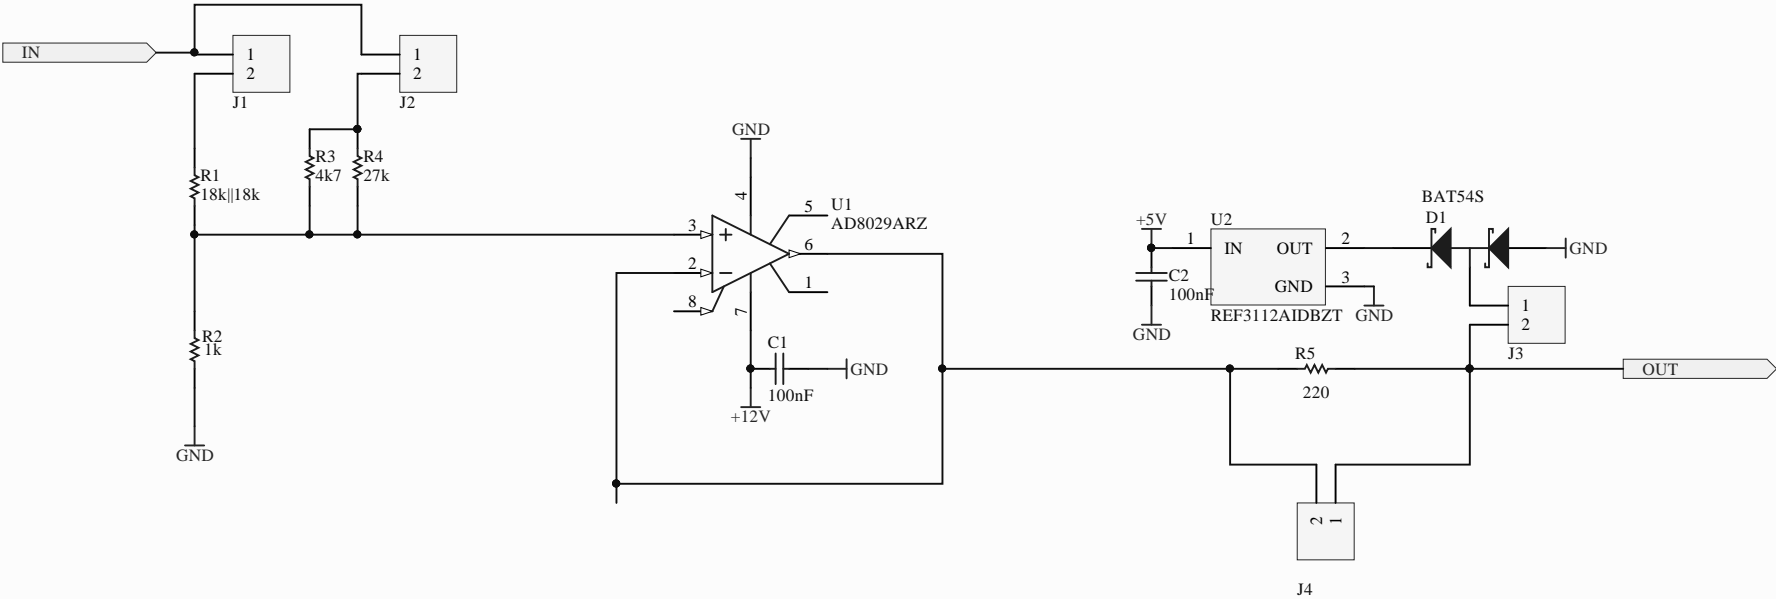 IN
1
2
J1
1
2
J2
R1
18k||18k
R3
4k7
R4
27k
R2
1k
GND
GND
4
3
2
8
5
6
1
7
U1
AD8029ARZ
C1
100nF
GND
+12V
+5V
C2
100nF
GND
1
U2
IN
OUT
GND
2
3
REF3112AIDBZT
GND
BAT54S
D1
GND
1
2
J3
R5
220
OUT
2
1
J4